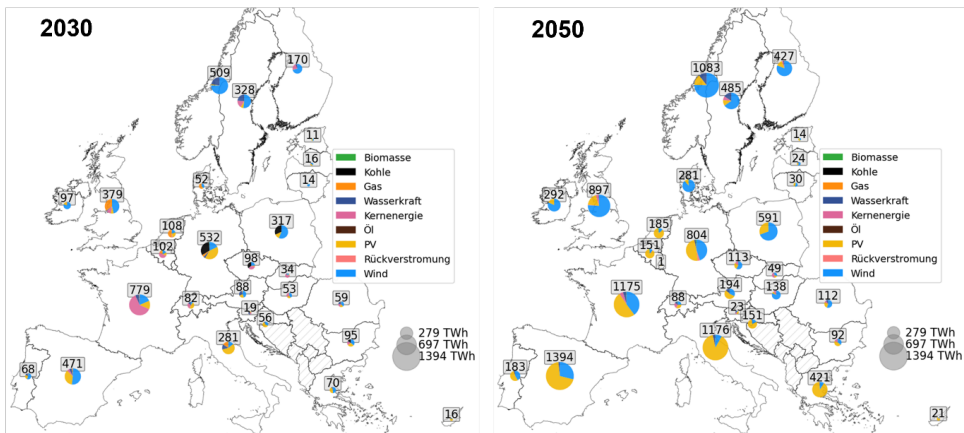 2030
170
509
328
11
16
14
52
97
379
108
532
317
102
98
34
779
82
88
53
19
59
56
281
95
68
471
70
16
Biomasse
Kohle
Gas
Wasserkraft
Kernenergie
Öl
PV
Rückverstromung
Wind
279 TWh
697 TWh
1394 TWh
2050
427
1083
485
14
24
30
281
292
897
185
804
591
151
1
113
49
1175
88
194
138
23
112
151
1176
92
183
1394
421
21
Biomasse
Kohle
Gas
Wasserkraft
Kernenergie
Öl
PV
Rückverstromung
Wind
279 TWh
697 TWh
1394 TWh